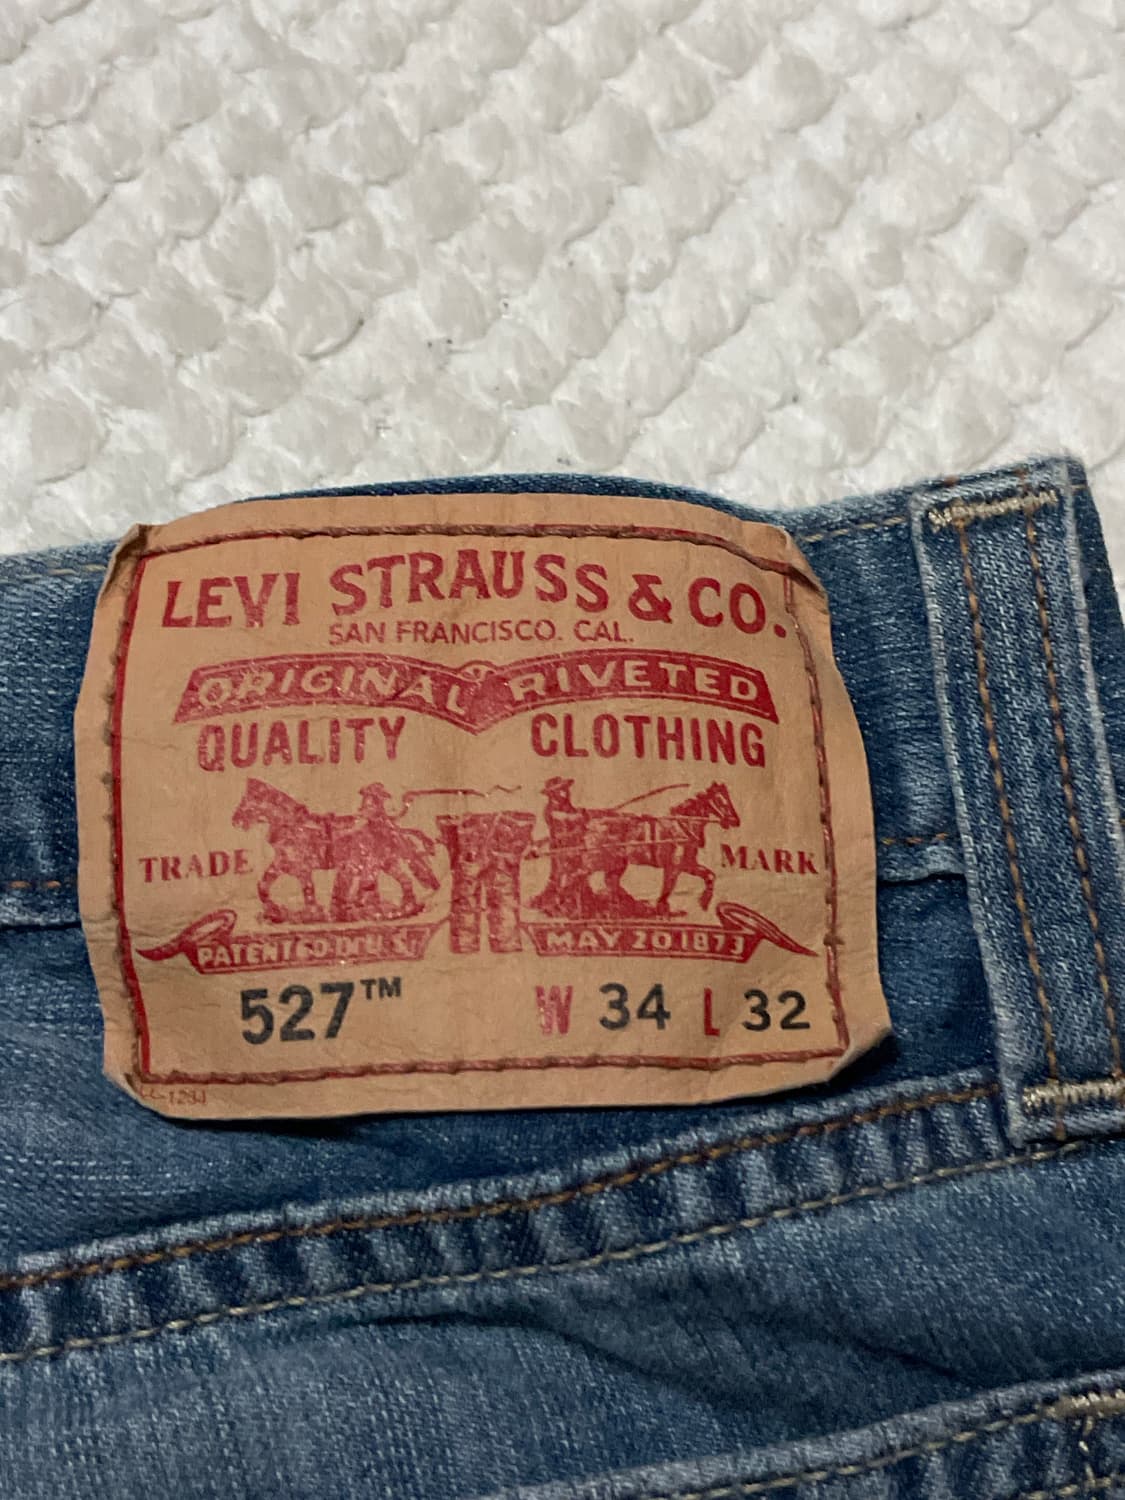 LEVI STRAUSS & CO.
SAN FRANCISCO. CAL.
ORIGINAL RIVETED
QUALITY CLOTHING
TRADE MARK
MAY 20 1873
527™ W 34 L 32